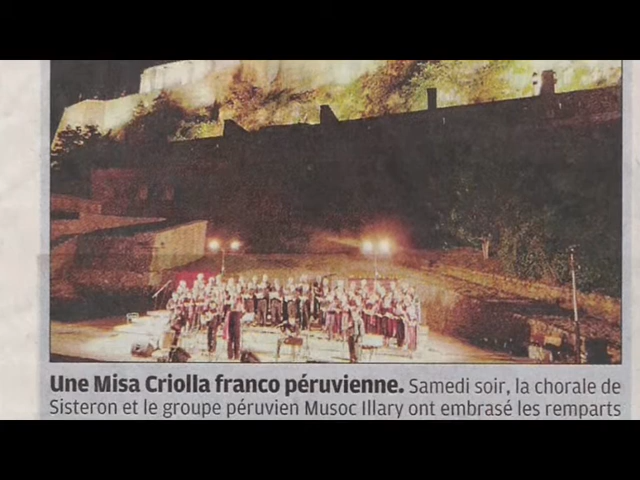 Une Misa Criolla franco péruvienne. Samedi soir, la chorale de
Sisteron et le groupe péruvien Musoc Illary ont embrasé les remparts